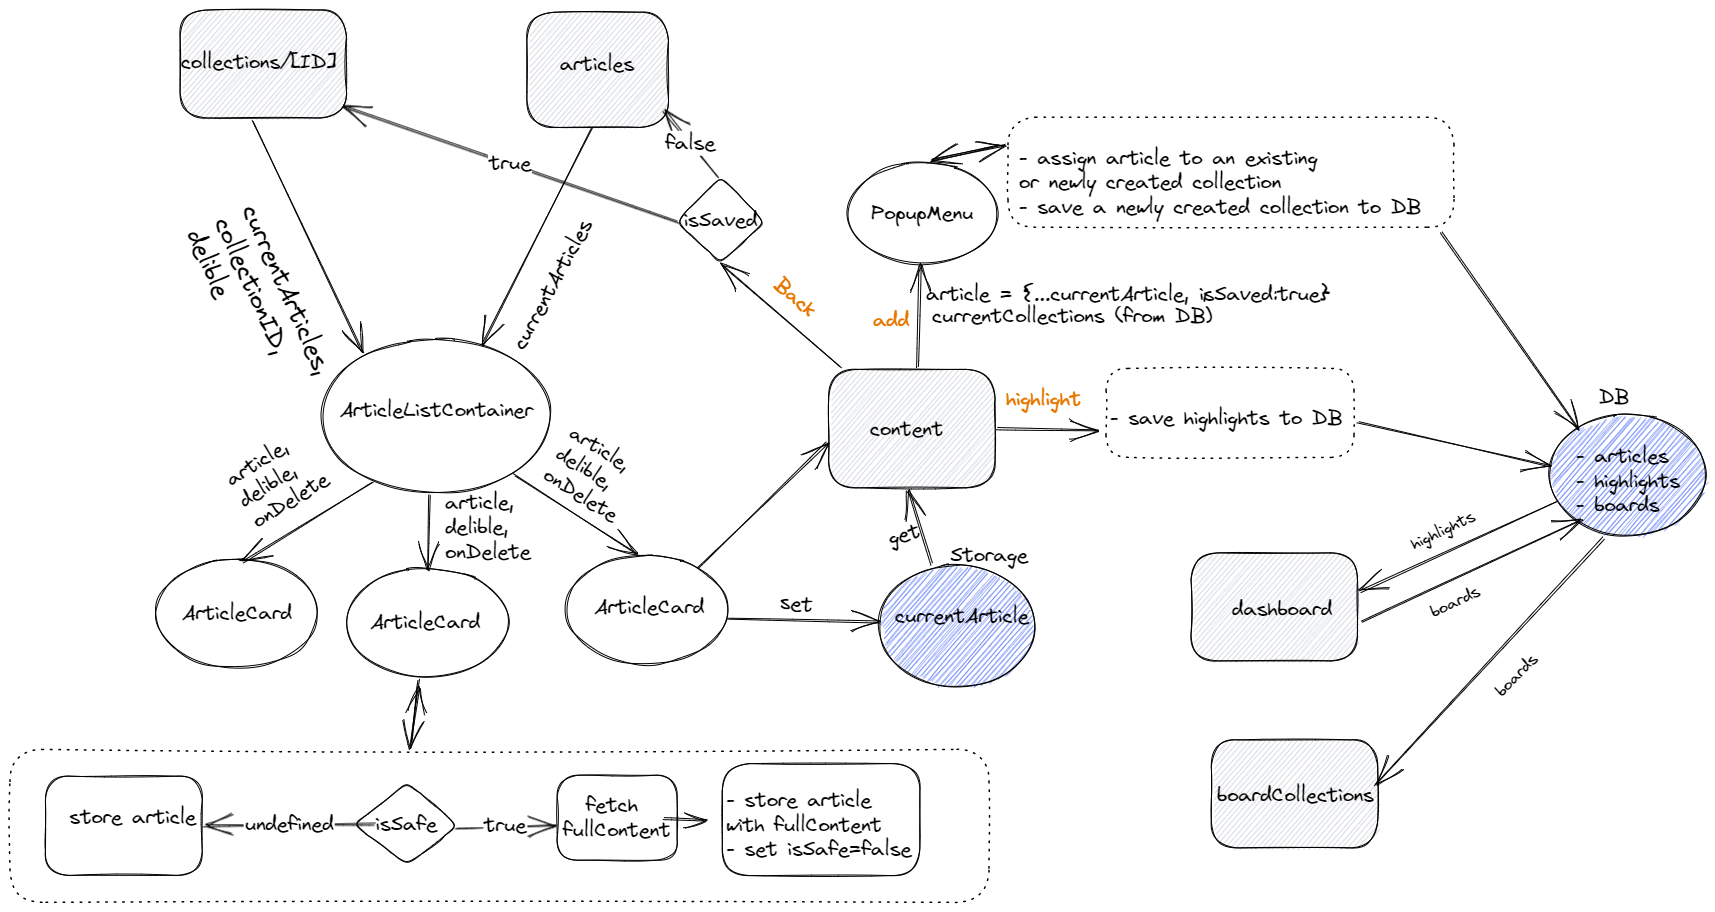 collections/[ID]
articles
true
false
isSaved
- assign article to an existing
or newly created collection
- save a newly created collection to DB
PopupMenu
currentArticles,
collectionID,
delible
currentArticles
Back
add
article = {...currentArticle, isSaved:true}
currentCollections (from DB)
ArticleListContainer
content
highlight
- save highlights to DB
DB
- articles
- highlights
- boards
article,
delible,
onDelete
article,
delible,
onDelete
article,
delible,
onDelete
get
Storage
currentArticle
set
ArticleCard
ArticleCard
ArticleCard
highlights
dashboard
boards
boards
boardCollections
store article
undefined
isSafe
true
fetch
fullContent
- store article
with fullContent
- set isSafe=false